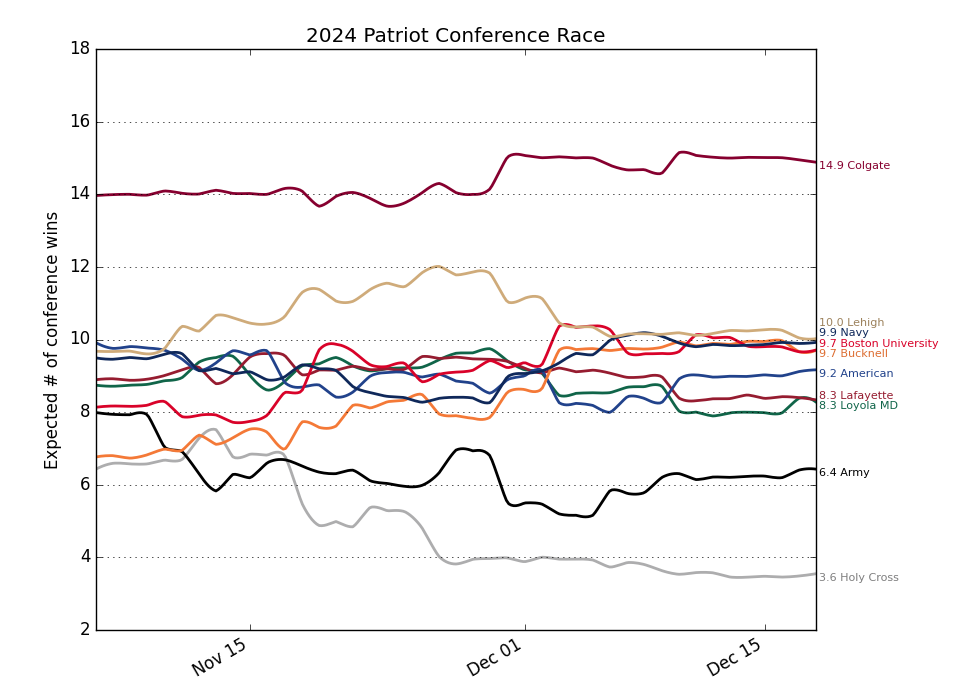 2024 Patriot Conference Race
Expected # of conference wins
18
16
14
12
10
8
6
4
2
Nov 15
Dec 01
Dec 15
14.9 Colgate
10.0 Lehigh
9.9 Navy
9.7 Boston University
9.7 Bucknell
9.2 American
8.3 Lafayette
8.3 Loyola MD
6.4 Army
3.6 Holy Cross